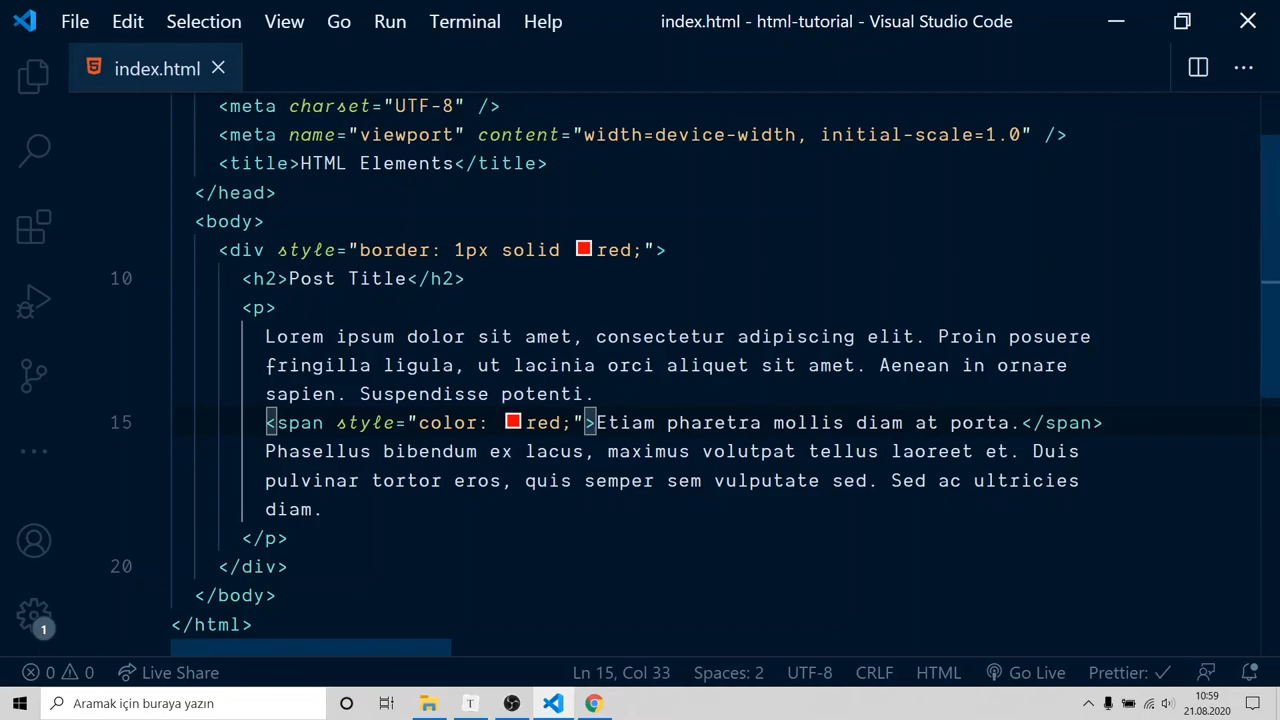 File Edit Selection View Go Run Terminal Help index.html - html-tutorial - Visual Studio Code
index.html
<meta charset="UTF-8" />
<meta name="viewport" content="width=device-width, initial-scale=1.0" />
<title>HTML Elements</title>
</head>
<body>
<div style="border: 1px solid red;">
10 <h2>Post Title</h2>
<p>
Lorem ipsum dolor sit amet, consectetur adipiscing elit. Proin posuere
fringilla ligula, ut lacinia orci aliquet sit amet. Aenean in ornare
sapien. Suspendisse potenti.
15 <span style="color: red;">Etiam pharetra mollis diam at porta.</span>
Phasellus bibendum ex lacus, maximus volutpat tellus laoreet et. Duis
pulvinar tortor eros, quis semper sem vulputate sed. Sed ac ultricies
diam.
</p>
20 </div>
</body>
</html>
1
0 0 Live Share Ln 15, Col 33 Spaces: 2 UTF-8 CRLF HTML Go Live Prettier: ✓
Aramak için buraya yazın T 10:59
21.08.2020